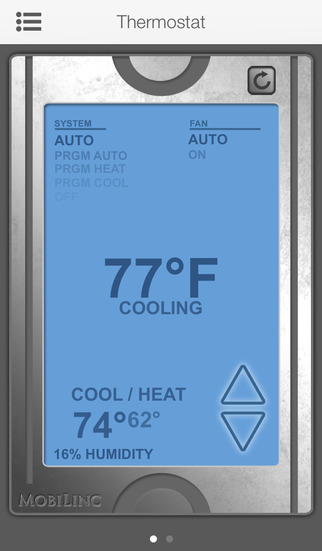 Thermostat
SYSTEM
AUTO
PRGM AUTO
PRGM HEAT
PRGM COOL
OFF
FAN
AUTO
ON
77°F
COOLING
COOL / HEAT
74° 62°
16% HUMIDITY
MOBILINC